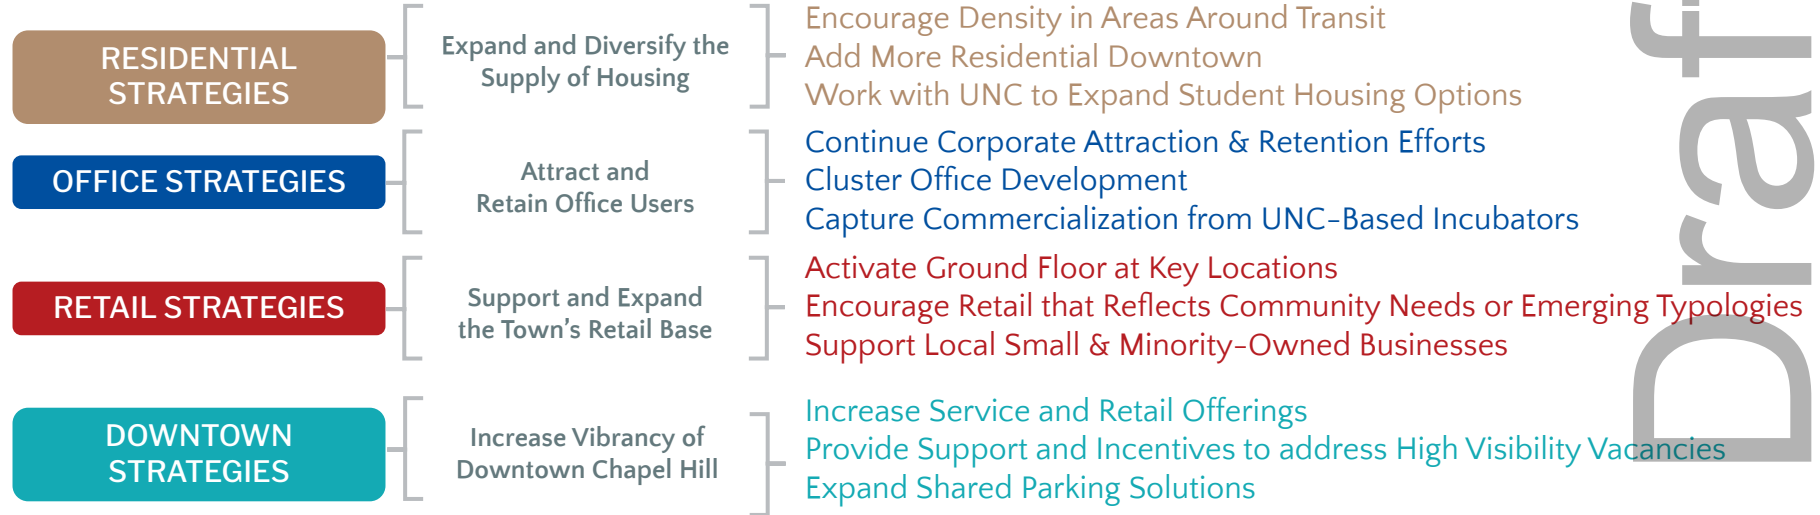 RESIDENTIAL
STRATEGIES
Expand and Diversify the
Supply of Housing
Encourage Density in Areas Around Transit
Add More Residential Downtown
Work with UNC to Expand Student Housing Options
OFFICE STRATEGIES
Attract and
Retain Office Users
Continue Corporate Attraction & Retention Efforts
Cluster Office Development
Capture Commercialization from UNC-Based Incubators
RETAIL STRATEGIES
Support and Expand
the Town's Retail Base
Activate Ground Floor at Key Locations
Encourage Retail that Reflects Community Needs or Emerging Typologies
Support Local Small & Minority-Owned Businesses
DOWNTOWN
STRATEGIES
Increase Vibrancy of
Downtown Chapel Hill
Increase Service and Retail Offerings
Provide Support and Incentives to address High Visibility Vacancies
Expand Shared Parking Solutions
Draf